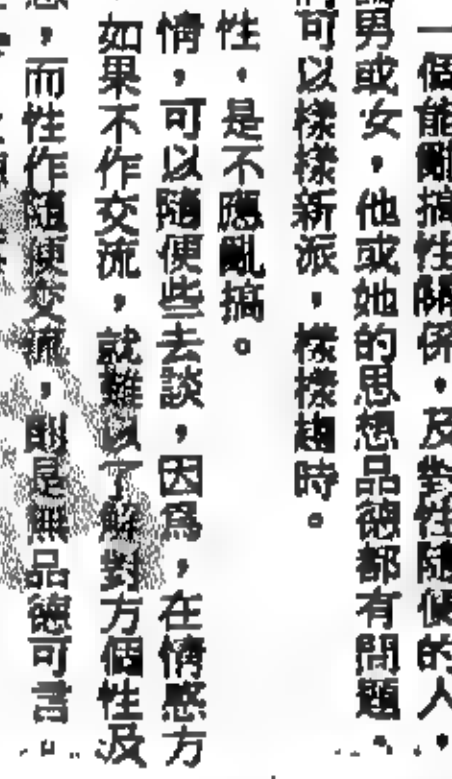 一個能亂搞性關係，及對性隨便的人，
男或女，他或她的思想品德都有問題。
可以樣樣新派，樣樣趨時。
性，是不應亂搞。
情，可以隨便些去談，因爲，在情感方
如果不作交流，就難以了解對方個性及
而性作隨便交流，則是無品德可言